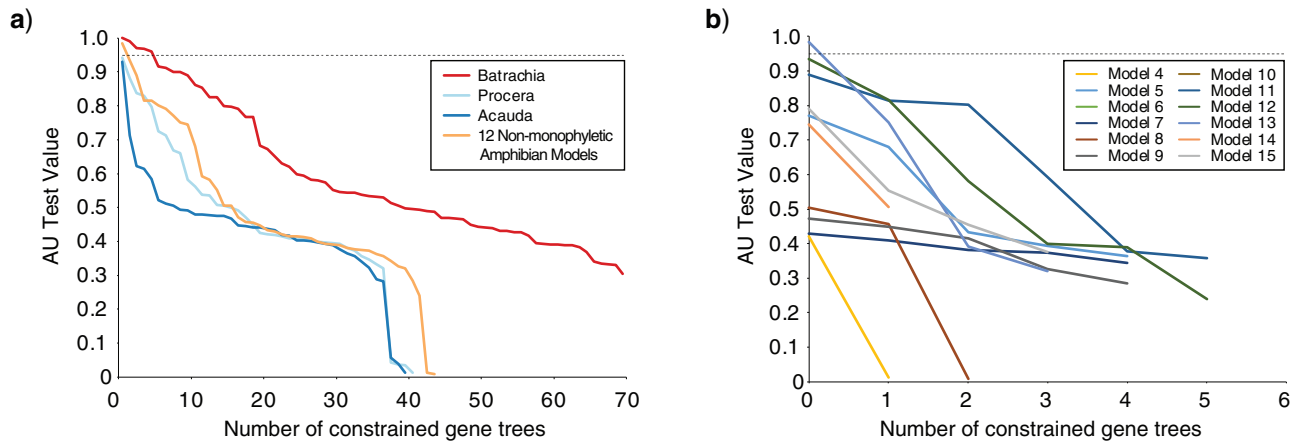 a)
AU Test Value
1.0
0.9
0.8
0.7
0.6
0.5
0.4
0.3
0.2
0.1
0
0 10 20 30 40 50 60 70
Number of constrained gene trees
Batrachia
Procera
Acauda
12 Non-monophyletic
Amphibian Models
b)
AU Test Value
1.0
0.9
0.8
0.7
0.6
0.5
0.4
0.3
0.2
0.1
0
0 1 2 3 4 5 6
Number of constrained gene trees
Model 4
Model 5
Model 6
Model 7
Model 8
Model 9
Model 10
Model 11
Model 12
Model 13
Model 14
Model 15